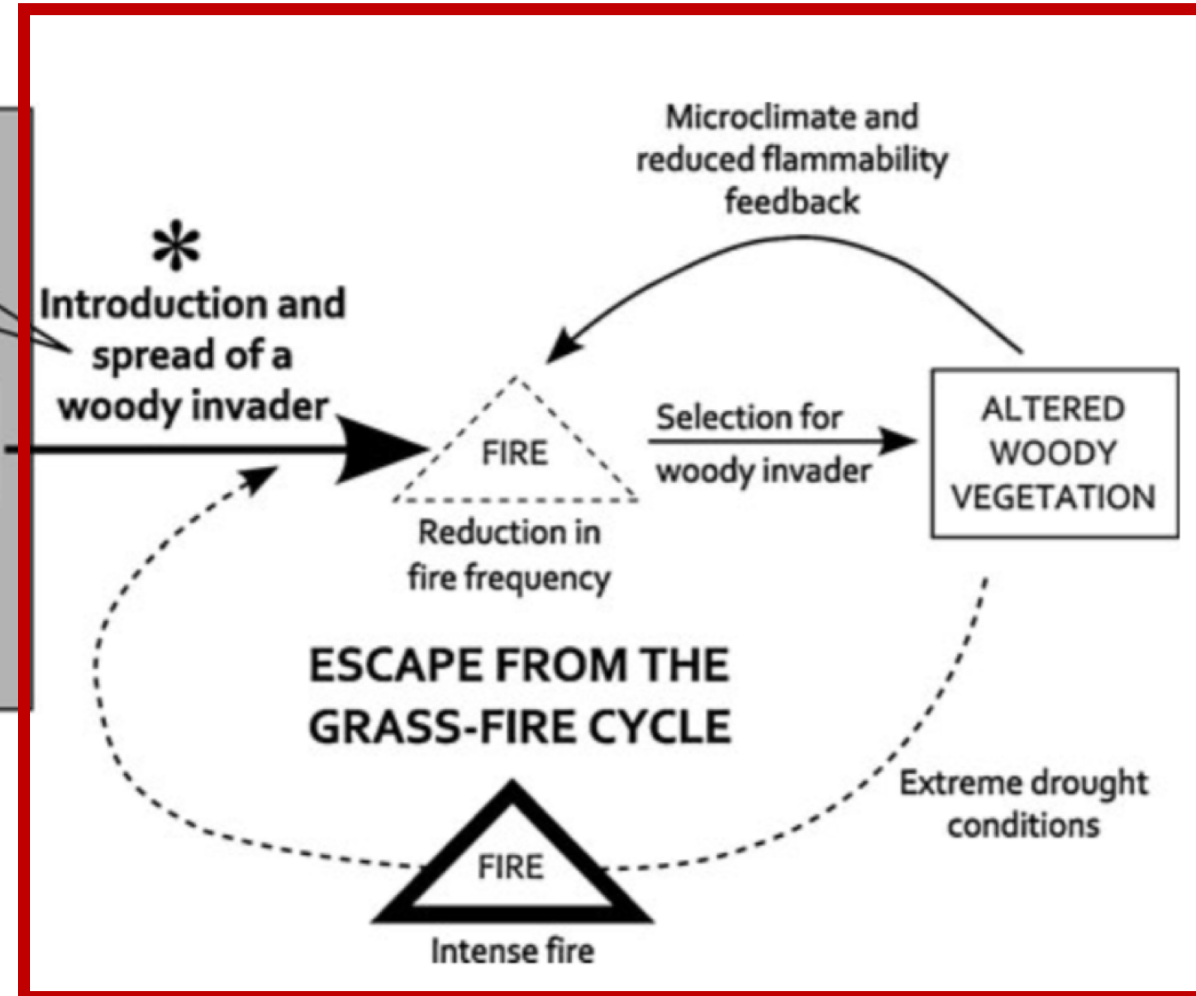 Microclimate and
reduced flammability
feedback
*
Introduction and
spread of a
woody invader
FIRE
Reduction in
fire frequency
Selection for
woody invader
ALTERED
WOODY
VEGETATION
ESCAPE FROM THE
GRASS-FIRE CYCLE
Extreme drought
conditions
FIRE
Intense fire